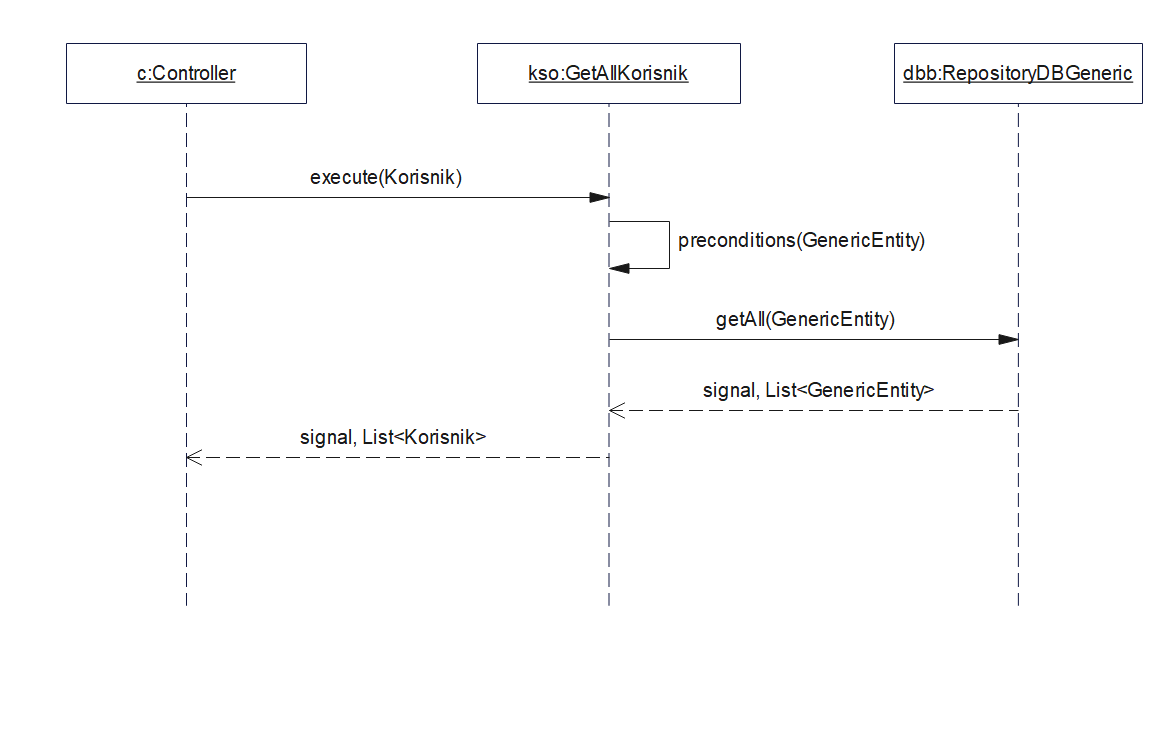 c:Controller
kso:GetAllKorisnik
dbb:RepositoryDBGeneric
execute(Korisnik)
preconditions(GenericEntity)
getAll(GenericEntity)
signal, List<GenericEntity>
signal, List<Korisnik>